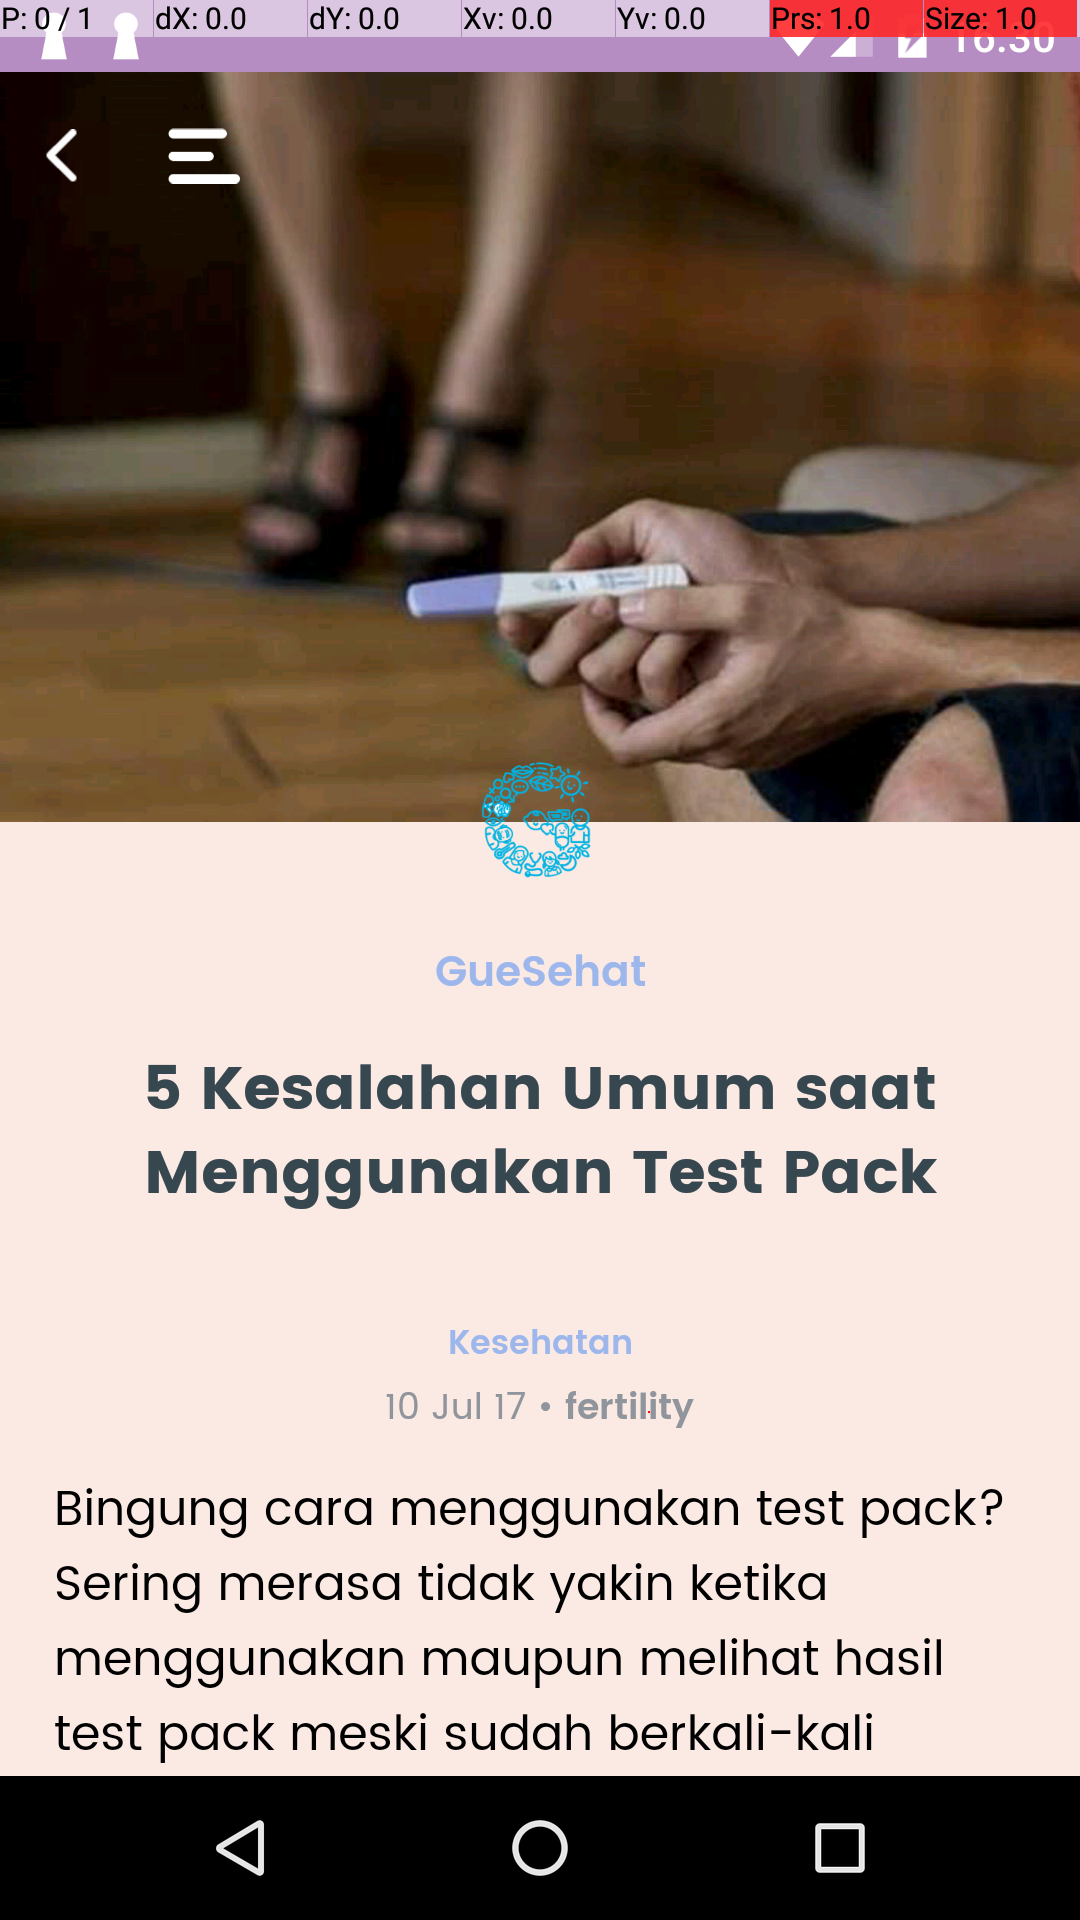 P: 0 / 1 dX: 0.0 dY: 0.0 Xv: 0.0 Yv: 0.0 Prs: 1.0 Size: 1.0
16:30
GueSehat
5 Kesalahan Umum saat
Menggunakan Test Pack
Kesehatan
10 Jul 17 • fertility
Bingung cara menggunakan test pack?
Sering merasa tidak yakin ketika
menggunakan maupun melihat hasil
test pack meski sudah berkali-kali